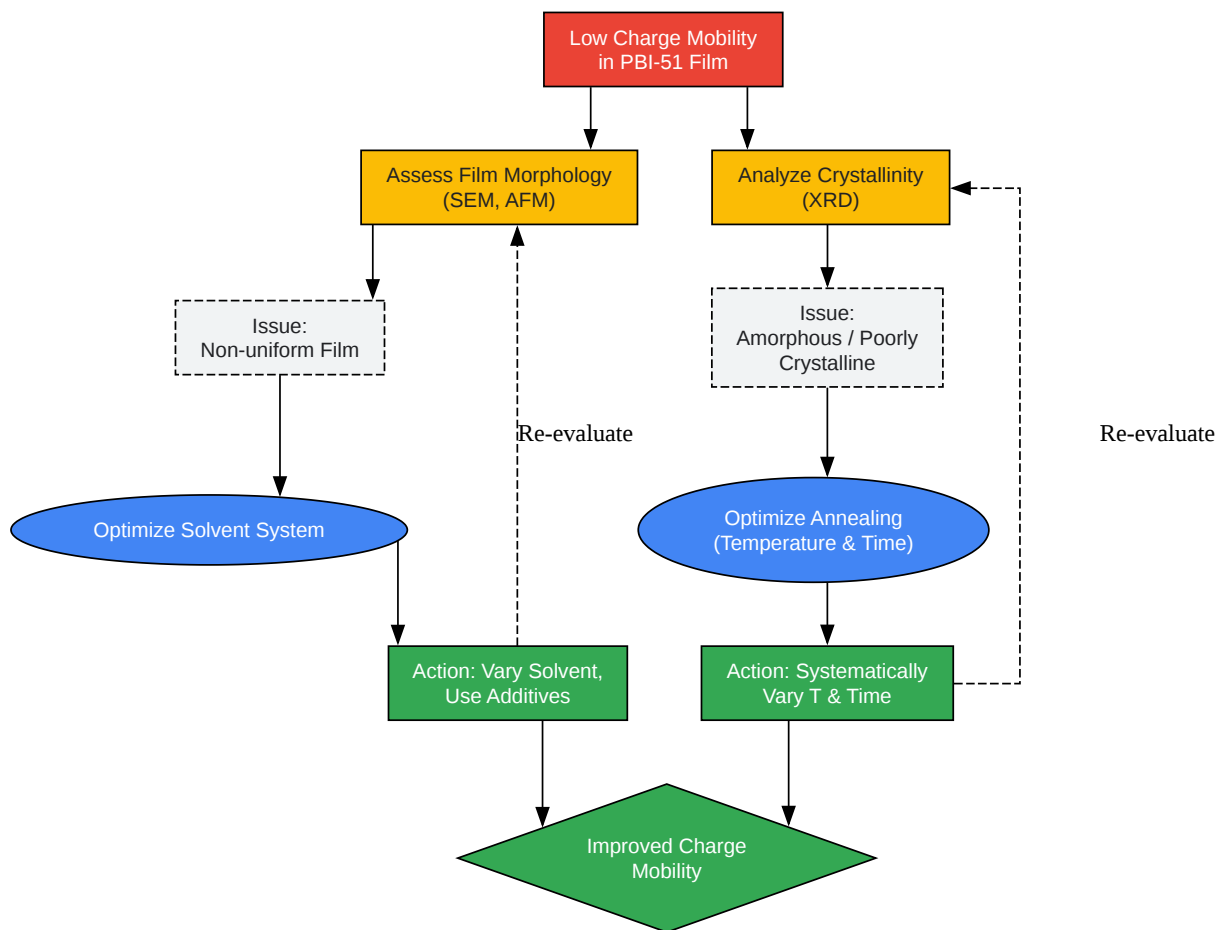 Low Charge Mobility
in PBI-51 Film
Assess Film Morphology
(SEM, AFM)
Analyze Crystallinity
(XRD)
Issue:
Non-uniform Film
Issue:
Amorphous / Poorly
Crystalline
Re-evaluate
Re-evaluate
Optimize Solvent System
Optimize Annealing
(Temperature & Time)
Action: Vary Solvent,
Use Additives
Action: Systematically
Vary T & Time
Improved Charge
Mobility